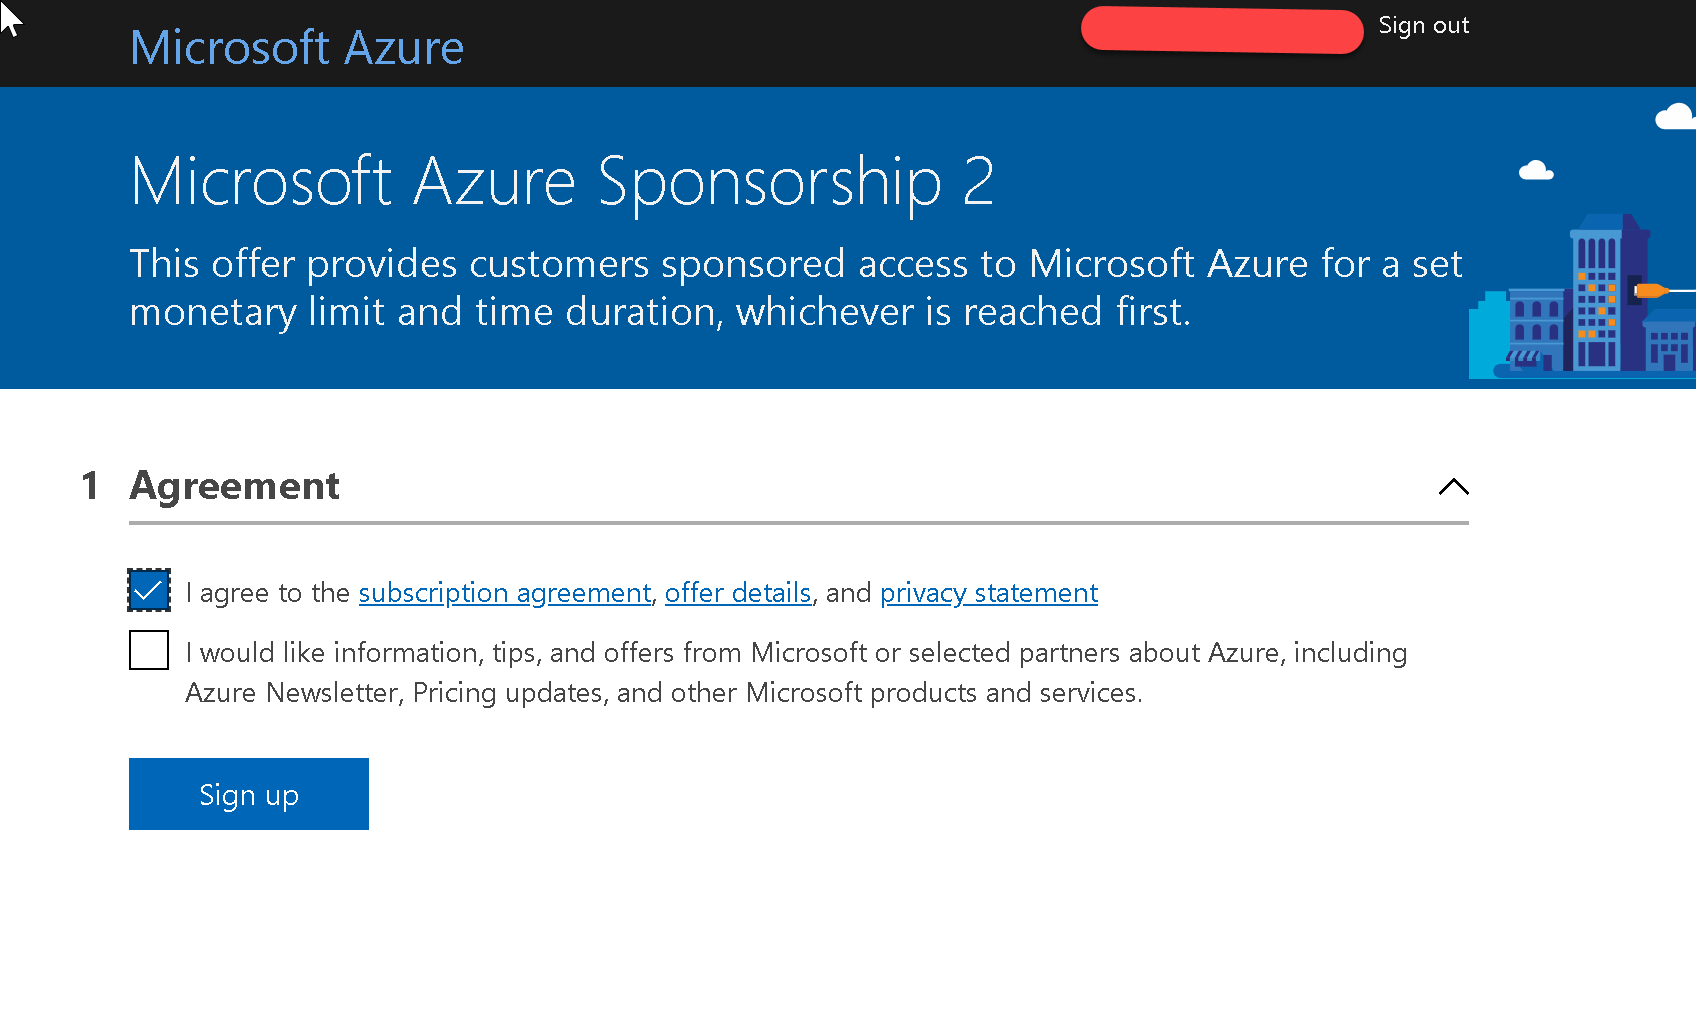 Microsoft Azure
Sign out
Microsoft Azure Sponsorship 2
This offer provides customers sponsored access to Microsoft Azure for a set
monetary limit and time duration, whichever is reached first.
1 Agreement
I agree to the subscription agreement, offer details, and privacy statement
I would like information, tips, and offers from Microsoft or selected partners about Azure, including
Azure Newsletter, Pricing updates, and other Microsoft products and services.
Sign up